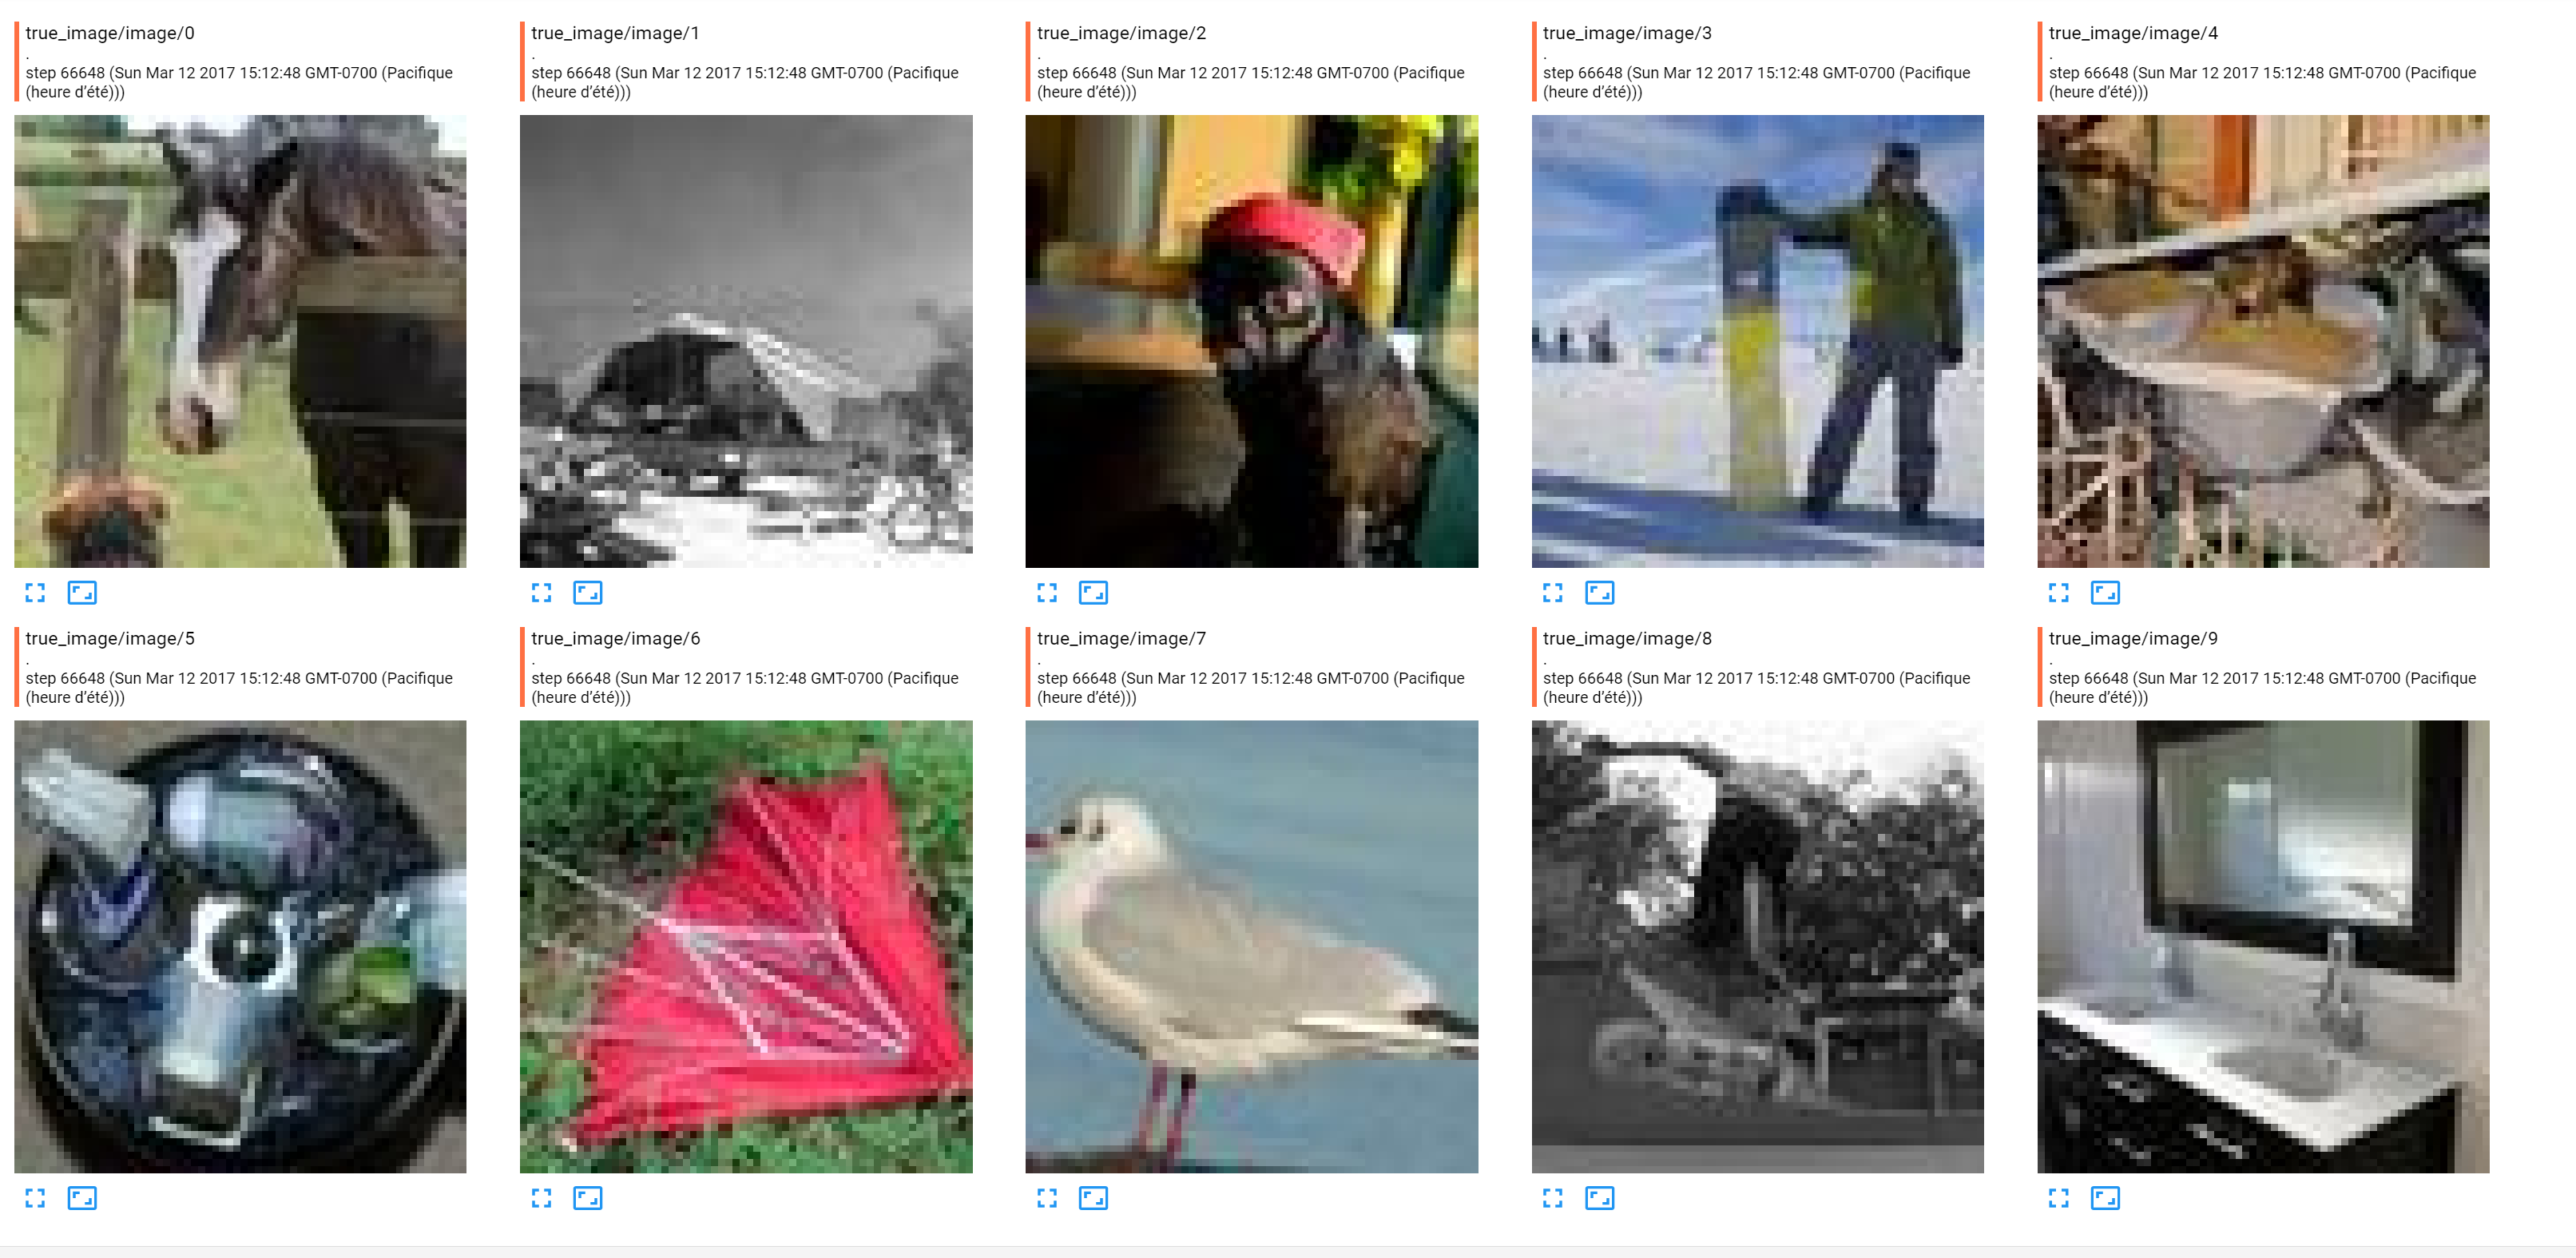 true_image/image/0
.
step 66648 (Sun Mar 12 2017 15:12:48 GMT-0700 (Pacifique
(heure d’été)))
true_image/image/1
.
step 66648 (Sun Mar 12 2017 15:12:48 GMT-0700 (Pacifique
(heure d’été)))
true_image/image/2
.
step 66648 (Sun Mar 12 2017 15:12:48 GMT-0700 (Pacifique
(heure d’été)))
true_image/image/3
.
step 66648 (Sun Mar 12 2017 15:12:48 GMT-0700 (Pacifique
(heure d’été)))
true_image/image/4
.
step 66648 (Sun Mar 12 2017 15:12:48 GMT-0700 (Pacifique
(heure d’été)))
true_image/image/5
.
step 66648 (Sun Mar 12 2017 15:12:48 GMT-0700 (Pacifique
(heure d’été)))
true_image/image/6
.
step 66648 (Sun Mar 12 2017 15:12:48 GMT-0700 (Pacifique
(heure d’été)))
true_image/image/7
.
step 66648 (Sun Mar 12 2017 15:12:48 GMT-0700 (Pacifique
(heure d’été)))
true_image/image/8
.
step 66648 (Sun Mar 12 2017 15:12:48 GMT-0700 (Pacifique
(heure d’été)))
true_image/image/9
.
step 66648 (Sun Mar 12 2017 15:12:48 GMT-0700 (Pacifique
(heure d’été)))